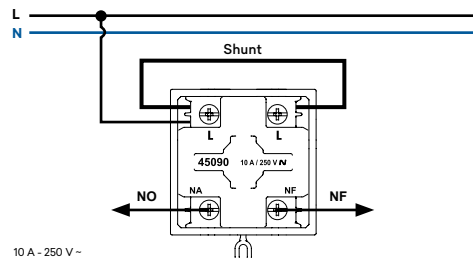 L
N
Shunt
L L
45090 10 A / 250 V ~
NO NA NF NF
10 A - 250 V ~